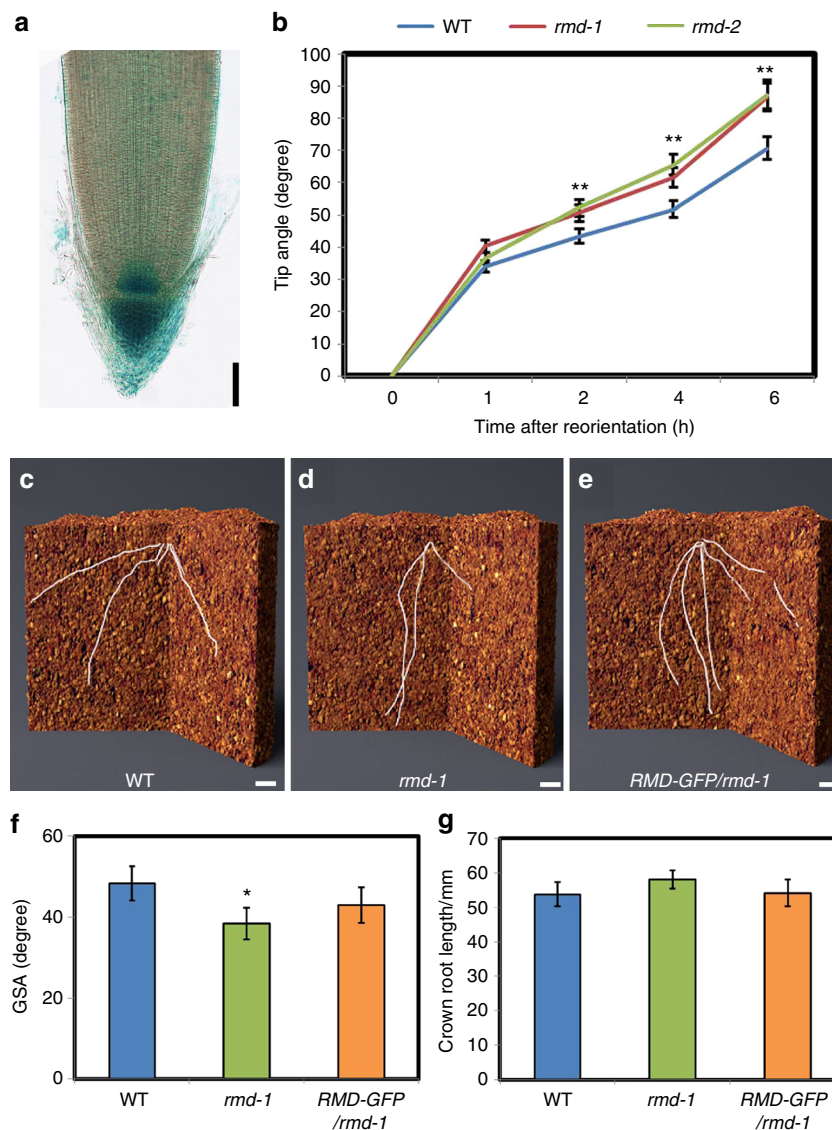 a
b
WT
rmd-1
rmd-2
100
90
80
70
60
50
40
30
20
10
0
Tip angle (degree)
**
**
**
0
1
2
4
6
Time after reorientation (h)
c
WT
d
rmd-1
e
RMD-GFP/rmd-1
f
60
40
20
0
GSA (degree)
*
WT
rmd-1
RMD-GFP
/rmd-1
g
70
60
50
40
30
20
10
0
Crown root length/mm
WT
rmd-1
RMD-GFP
/rmd-1